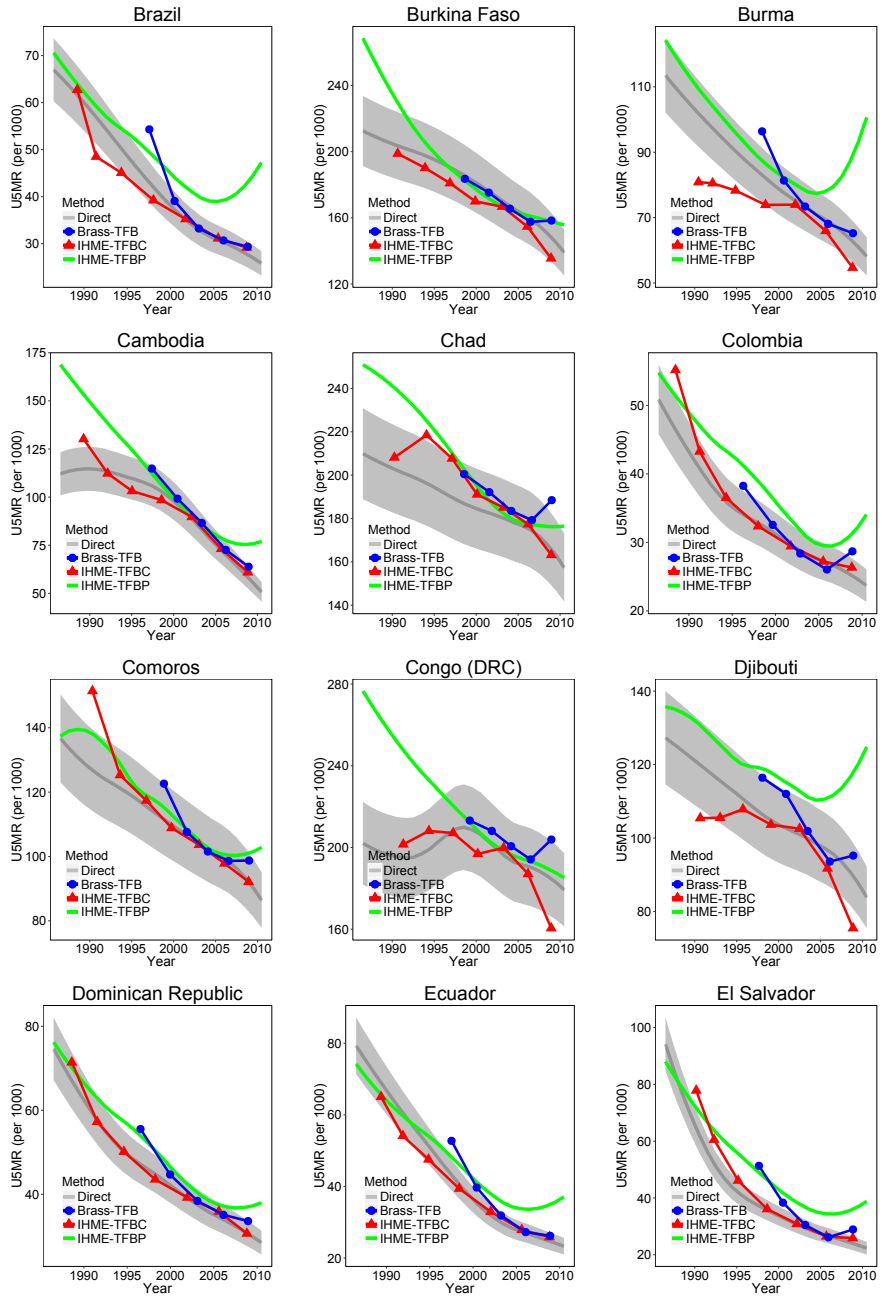 Brazil
U5MR (per 1000)
70
60
50
40
30
Method
Direct
Brass-TFB
IHME-TFBC
IHME-TFBP
1990
1995
2000
2005
2010
Year
Burkina Faso
U5MR (per 1000)
240
200
160
120
Method
Direct
Brass-TFB
IHME-TFBC
IHME-TFBP
1990
1995
2000
2005
2010
Year
Burma
U5MR (per 1000)
110
90
70
50
Method
Direct
Brass-TFB
IHME-TFBC
IHME-TFBP
1990
1995
2000
2005
2010
Year
Cambodia
U5MR (per 1000)
175
150
125
100
75
50
Method
Direct
Brass-TFB
IHME-TFBC
IHME-TFBP
1990
1995
2000
2005
2010
Year
Chad
U5MR (per 1000)
240
220
200
180
160
140
Method
Direct
Brass-TFB
IHME-TFBC
IHME-TFBP
1990
1995
2000
2005
2010
Year
Colombia
U5MR (per 1000)
50
40
30
20
Method
Direct
Brass-TFB
IHME-TFBC
IHME-TFBP
1990
1995
2000
2005
2010
Year
Comoros
U5MR (per 1000)
140
120
100
80
Method
Direct
Brass-TFB
IHME-TFBC
IHME-TFBP
1990
1995
2000
2005
2010
Year
Congo (DRC)
U5MR (per 1000)
280
240
200
160
Method
Direct
Brass-TFB
IHME-TFBC
IHME-TFBP
1990
1995
2000
2005
2010
Year
Djibouti
U5MR (per 1000)
140
120
100
80
Method
Direct
Brass-TFB
IHME-TFBC
IHME-TFBP
1990
1995
2000
2005
2010
Year
Dominican Republic
U5MR (per 1000)
80
60
40
Method
Direct
Brass-TFB
IHME-TFBC
IHME-TFBP
1990
1995
2000
2005
2010
Year
Ecuador
U5MR (per 1000)
80
60
40
20
Method
Direct
Brass-TFB
IHME-TFBC
IHME-TFBP
1990
1995
2000
2005
2010
Year
El Salvador
U5MR (per 1000)
100
80
60
40
20
Method
Direct
Brass-TFB
IHME-TFBC
IHME-TFBP
1990
1995
2000
2005
2010
Year